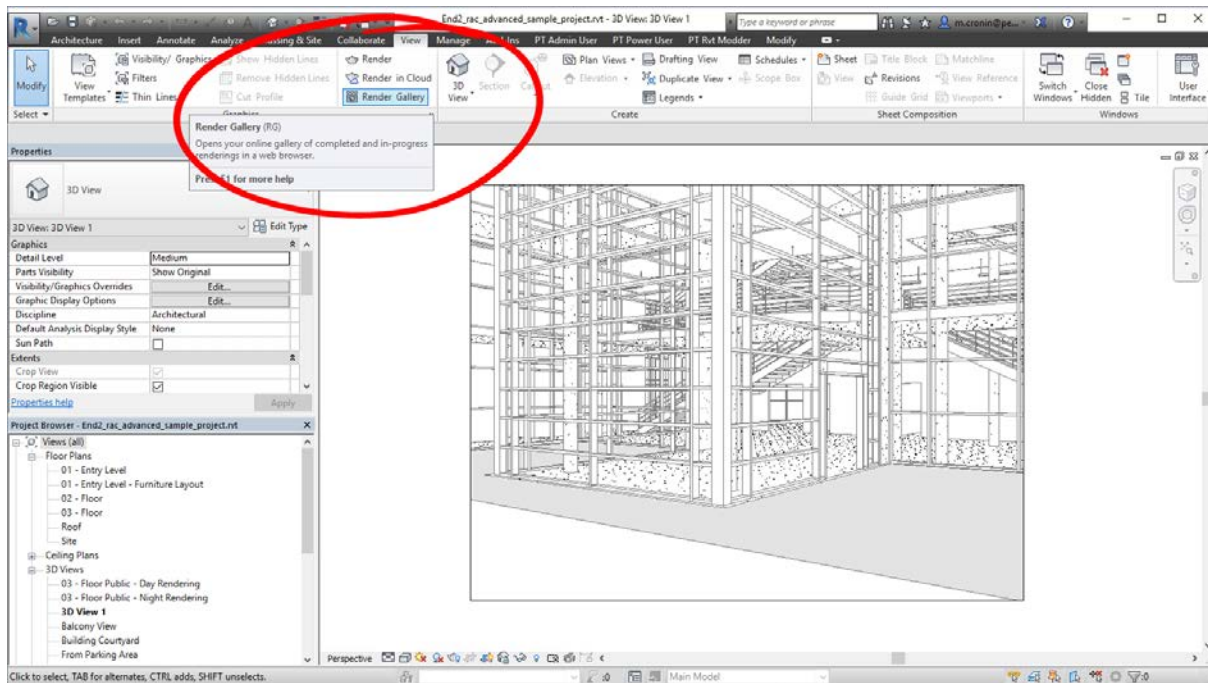 End2_rac_advanced_sample_project.rvt - 3D View: 3D View 1
Type a keyword or phrase
m.cronin@pe...
Architecture Insert Annotate Analyze Massing & Site Collaborate View Manage Add-Ins PT Admin User PT Power User PT Rvt Modder Modify
Modify
View Templates
Visibility/ Graphics
Filters
Thin Lines
Show Hidden Lines
Remove Hidden Lines
Cut Profile
Render
Render in Cloud
Render Gallery
3D View
Section
Plan Views
Elevation
Drafting View
Duplicate View
Legends
Schedules
Scope Box
Sheet
View
Title Block
Revisions
Guide Grid
Matchline
View Reference
Viewports
Switch Windows
Close Hidden
Tile
User Interface
Select
Graphics
Create
Sheet Composition
Windows
Render Gallery (RG)
Opens your online gallery of completed and in-progress
renderings in a web browser.
Press F1 for more help
Properties
3D View
3D View: 3D View 1
Edit Type
Graphics
Detail Level Medium
Parts Visibility Show Original
Visibility/Graphics Overrides Edit...
Graphic Display Options Edit...
Discipline Architectural
Default Analysis Display Style None
Sun Path
Extents
Crop View
Crop Region Visible
Properties help
Apply
Project Browser - End2_rac_advanced_sample_project.rvt
Views (all)
Floor Plans
01 - Entry Level
01 - Entry Level - Furniture Layout
02 - Floor
03 - Floor
Roof
Site
Ceiling Plans
3D Views
03 - Floor Public - Day Rendering
03 - Floor Public - Night Rendering
3D View 1
Balcony View
Building Courtyard
From Parking Area
Perspective
Click to select, TAB for alternates, CTRL adds, SHIFT unselects.
:0
Main Model
:0